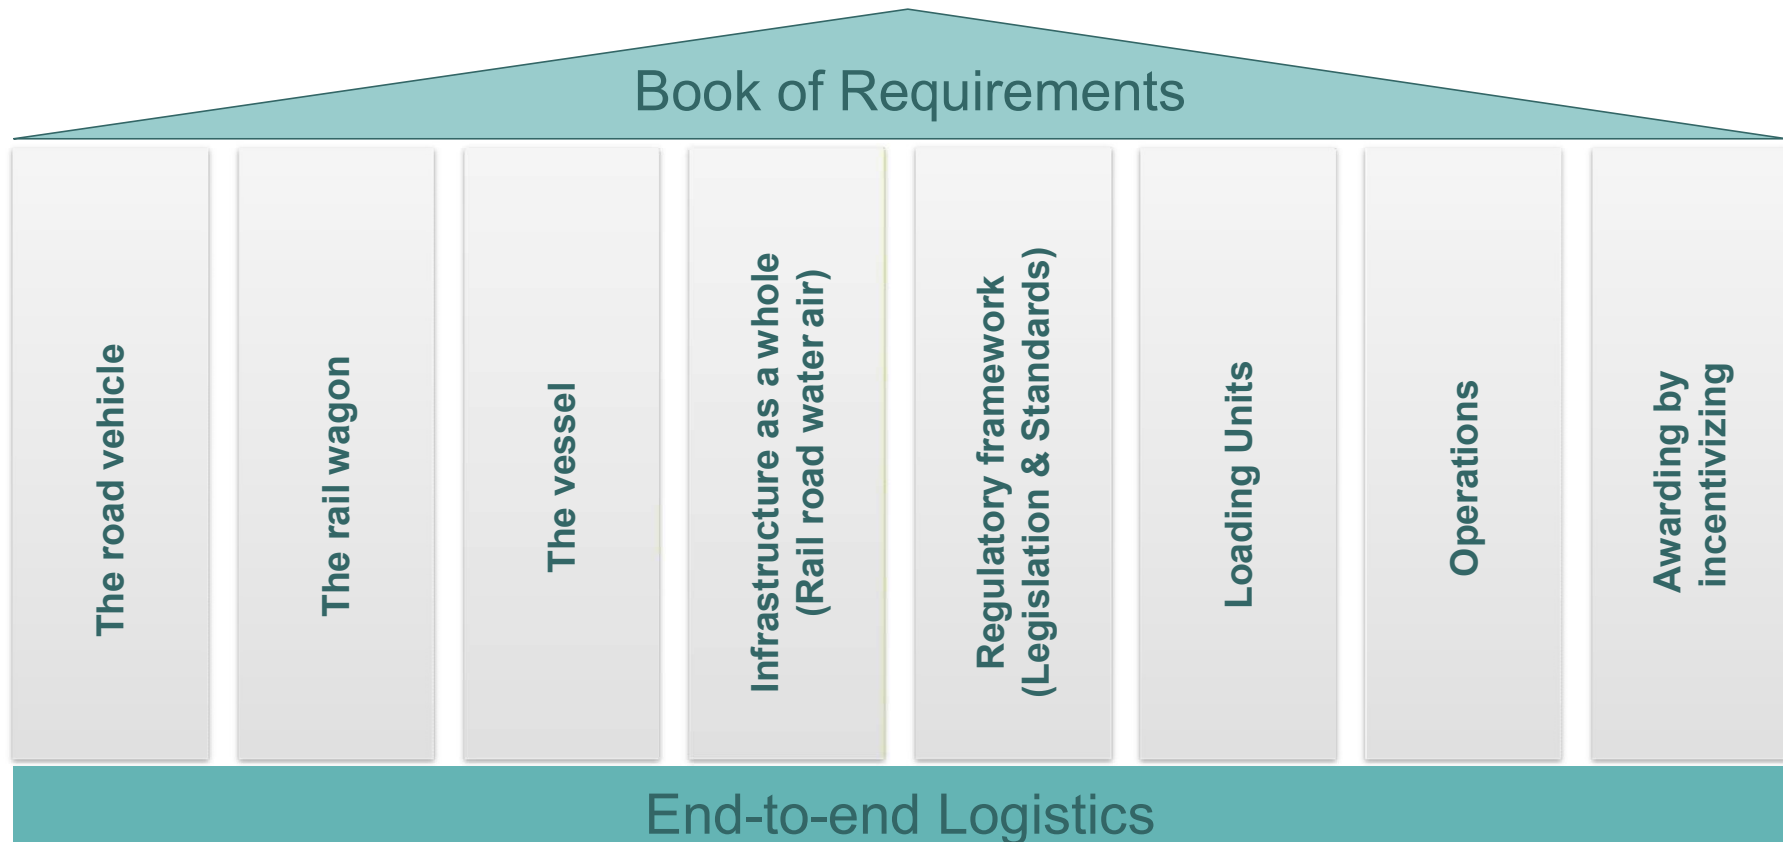 Book of Requirements
The road vehicle
The rail wagon
The vessel
Infrastructure as a whole
(Rail road water air)
Regulatory framework
(Legislation & Standards)
Loading Units
Operations
Awarding by
incentivizing
End-to-end Logistics